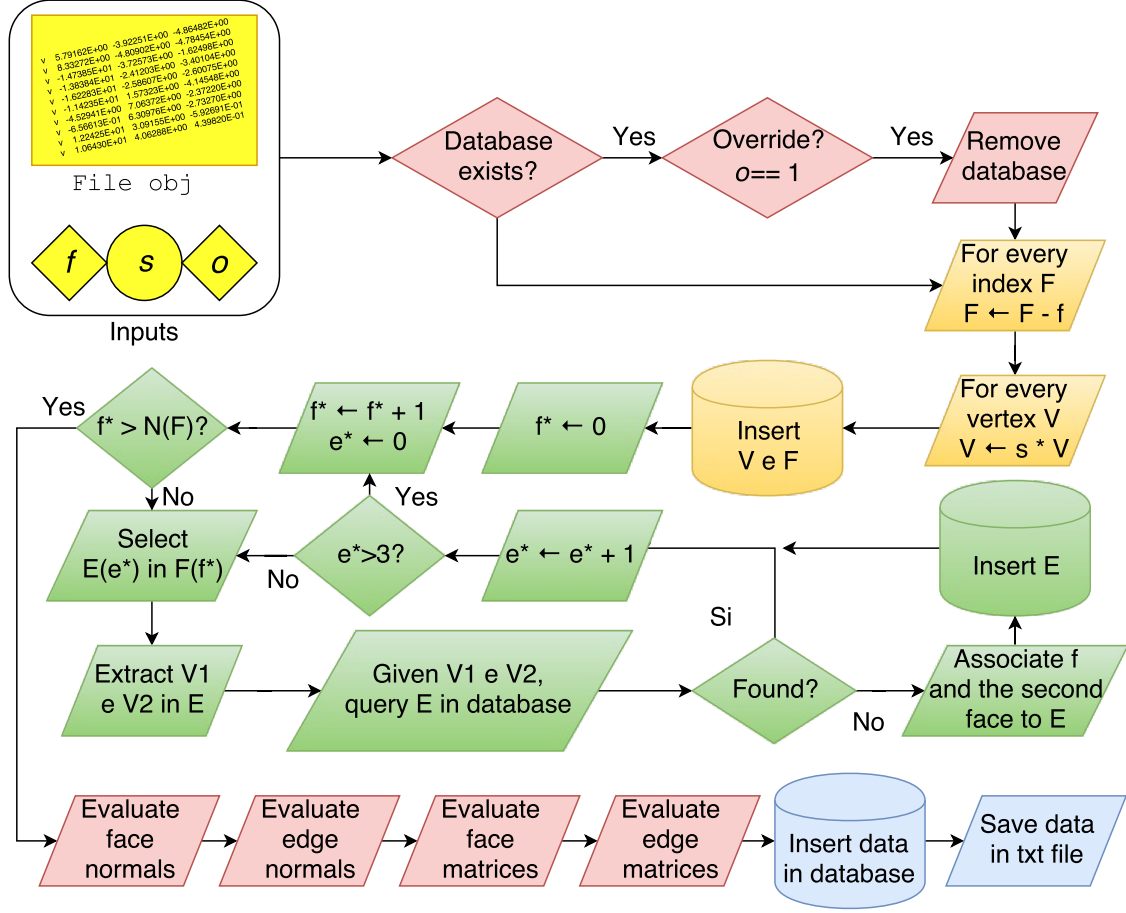 v 5.79162E+00 -3.92251E+00 -4.86482E+00
v 8.33272E+00 -4.80902E+00 -4.78454E+00
v -1.47385E+01 -3.72573E+00 -1.62498E+00
v -1.38384E+01 -2.41203E+00 -3.40104E+00
v -1.62283E+01 -2.58607E+00 -2.60075E+00
v -1.14235E+01 1.57323E+00 -4.14548E+00
v -4.52941E+00 7.06372E+00 -2.37220E+00
v -6.56613E-01 6.30976E+00 -2.73270E+00
v 1.22425E+01 3.09155E+00 -5.92691E-01
v 1.06430E+01 4.06288E+00 4.39820E-01
File obj
f
s
o
Inputs
Database
exists?
Yes
Override?
o== 1
Yes
Remove
database
For every
index F
F ← F - f
For every
vertex V
V ← s * V
Insert
V e F
f* ← 0
f* ← f* + 1
e* ← 0
f* > N(F)?
Yes
No
Select
E(e*) in F(f*)
e*>3?
Yes
No
e* ← e* + 1
Insert E
Extract V1
e V2 in E
Given V1 e V2,
query E in database
Found?
Si
No
Associate f
and the second
face to E
Evaluate
face
normals
Evaluate
edge
normals
Evaluate
face
matrices
Evaluate
edge
matrices
Insert data
in database
Save data
in txt file